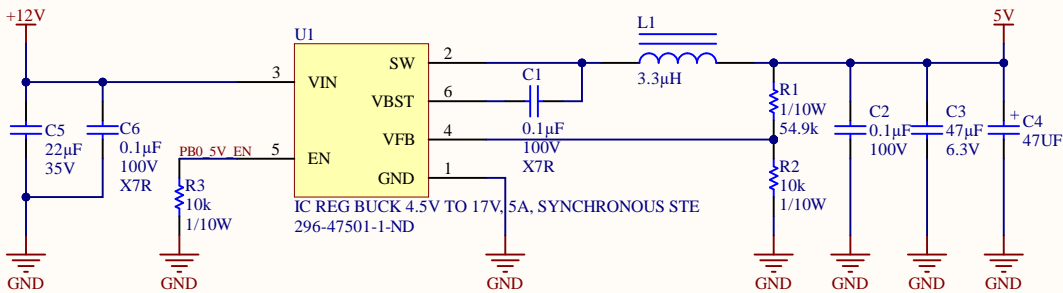 +12V
5V
U1
L1
3.3µH
3
VIN
SW
2
VBST
6
VFB
4
EN
5
GND
1
C1
0.1µF
100V
X7R
C5
22µF
35V
C6
0.1µF
100V
X7R
PB0_5V_EN
R3
10k
1/10W
R1
1/10W
54.9k
R2
10k
1/10W
C2
0.1µF
100V
C3
47µF
6.3V
+
C4
47UF
IC REG BUCK 4.5V TO 17V, 5A, SYNCHRONOUS STE
296-47501-1-ND
GND
GND
GND
GND
GND
GND
GND